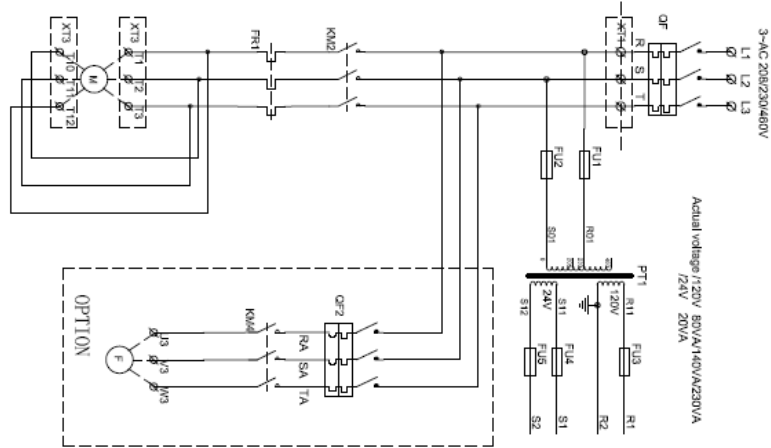 3~AC 208/230/460V
L1
L2
L3
QF
XT4
R
S
T
KM2
FR1
XT3
T1
T2
T3
M
XT3
T10
T11
T12
FU1
FU2
R01
S01
PT1
Actual voltage /120V 80VA/140VA/230VA
/24V 20VA
120V
24V
R11
S11
S12
FU3
FU4
FU5
R1
R2
S1
S2
OPTION
QF2
RA
SA
TA
U3
V3
W3
F